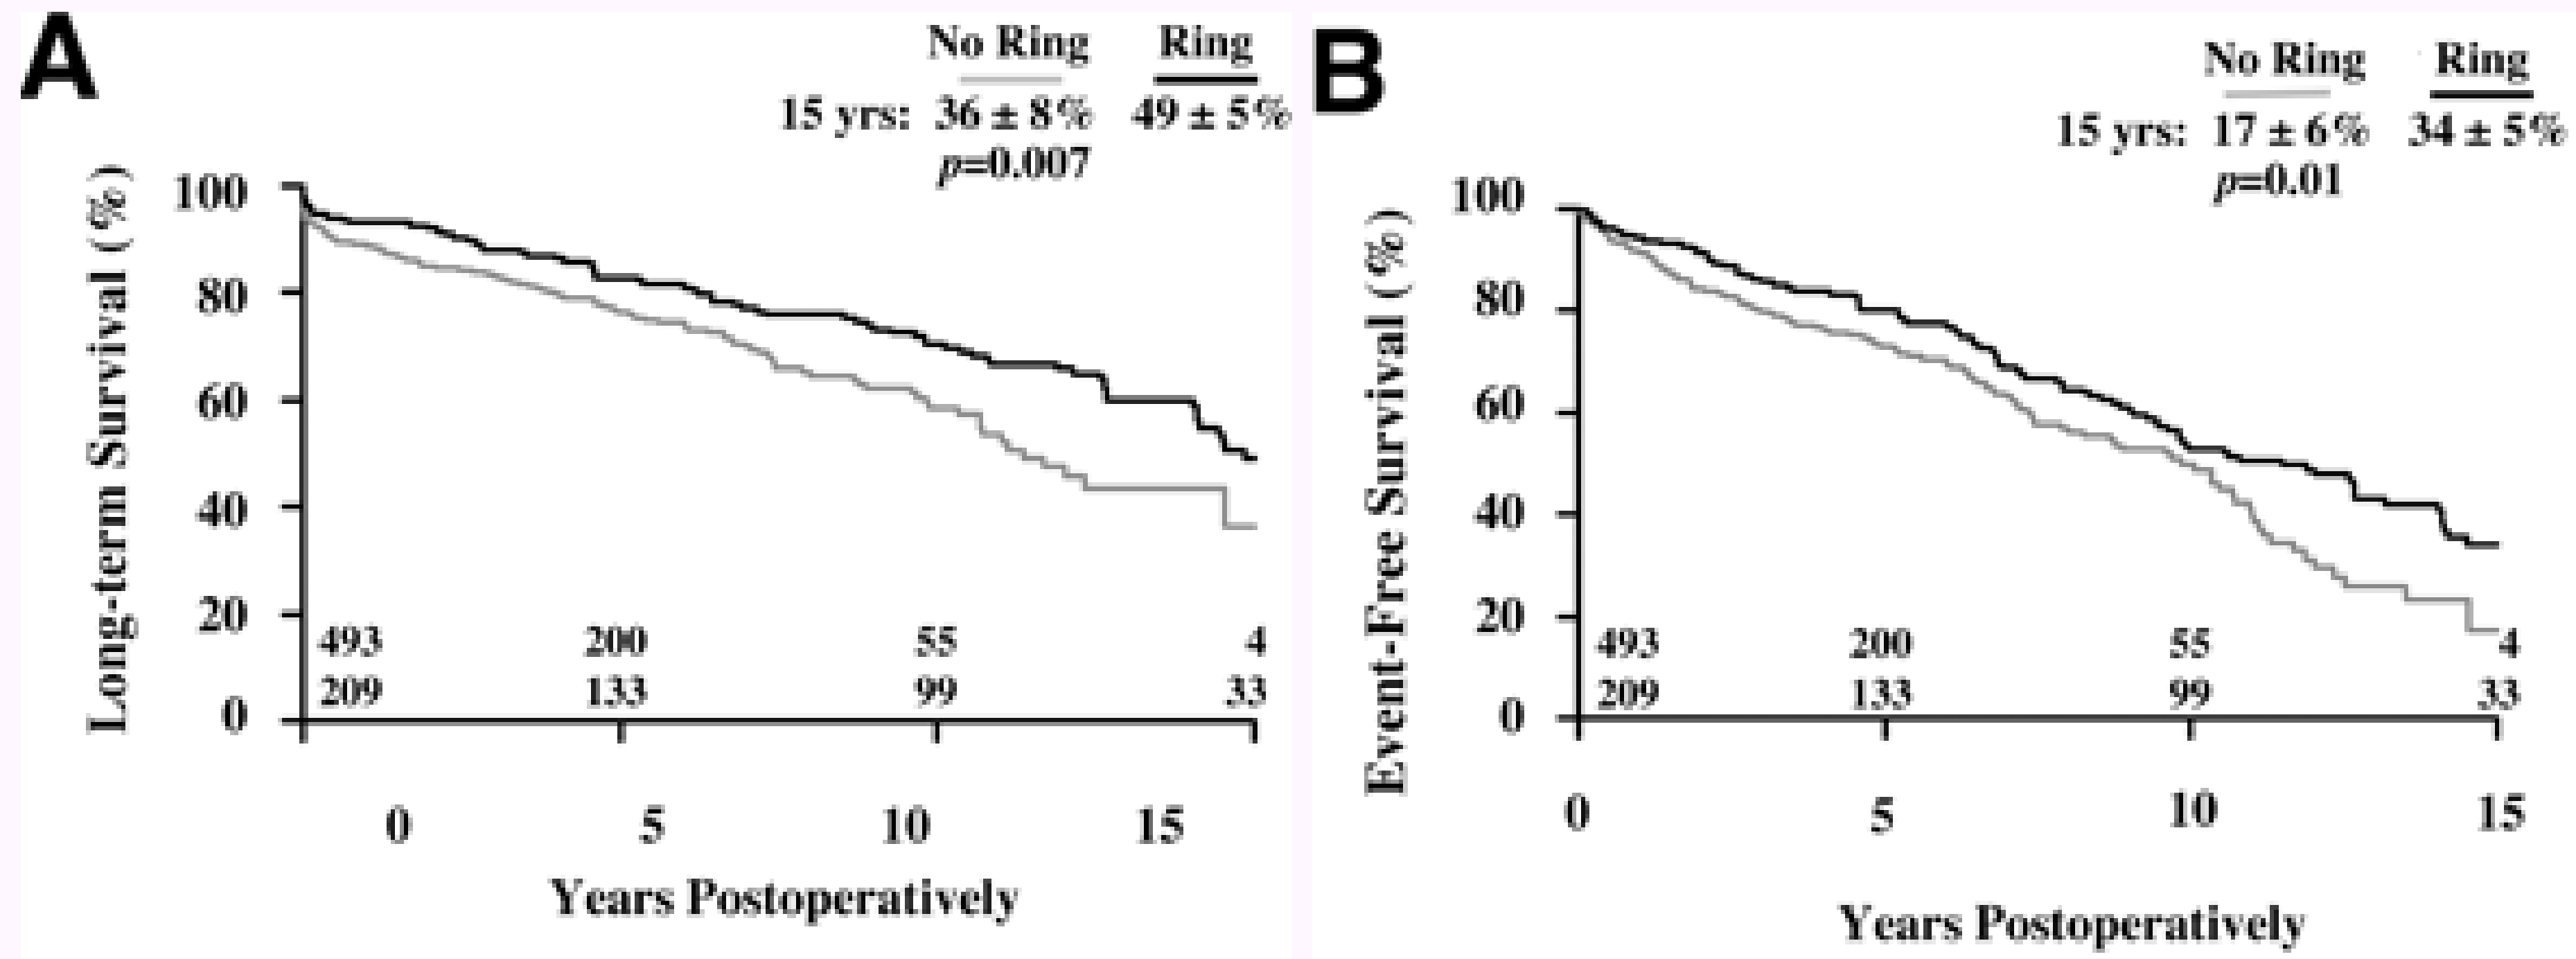 A
No Ring Ring
15 yrs: 36 ± 8% 49 ± 5%
p=0.007
Long-term Survival (%)
100
80
60
40
20
0
493 200 55 4
209 133 99 33
0 5 10 15
Years Postoperatively
B
No Ring Ring
15 yrs: 17 ± 6% 34 ± 5%
p=0.01
Event-Free Survival (%)
100
80
60
40
20
0
493 200 55 4
209 133 99 33
0 5 10 15
Years Postoperatively